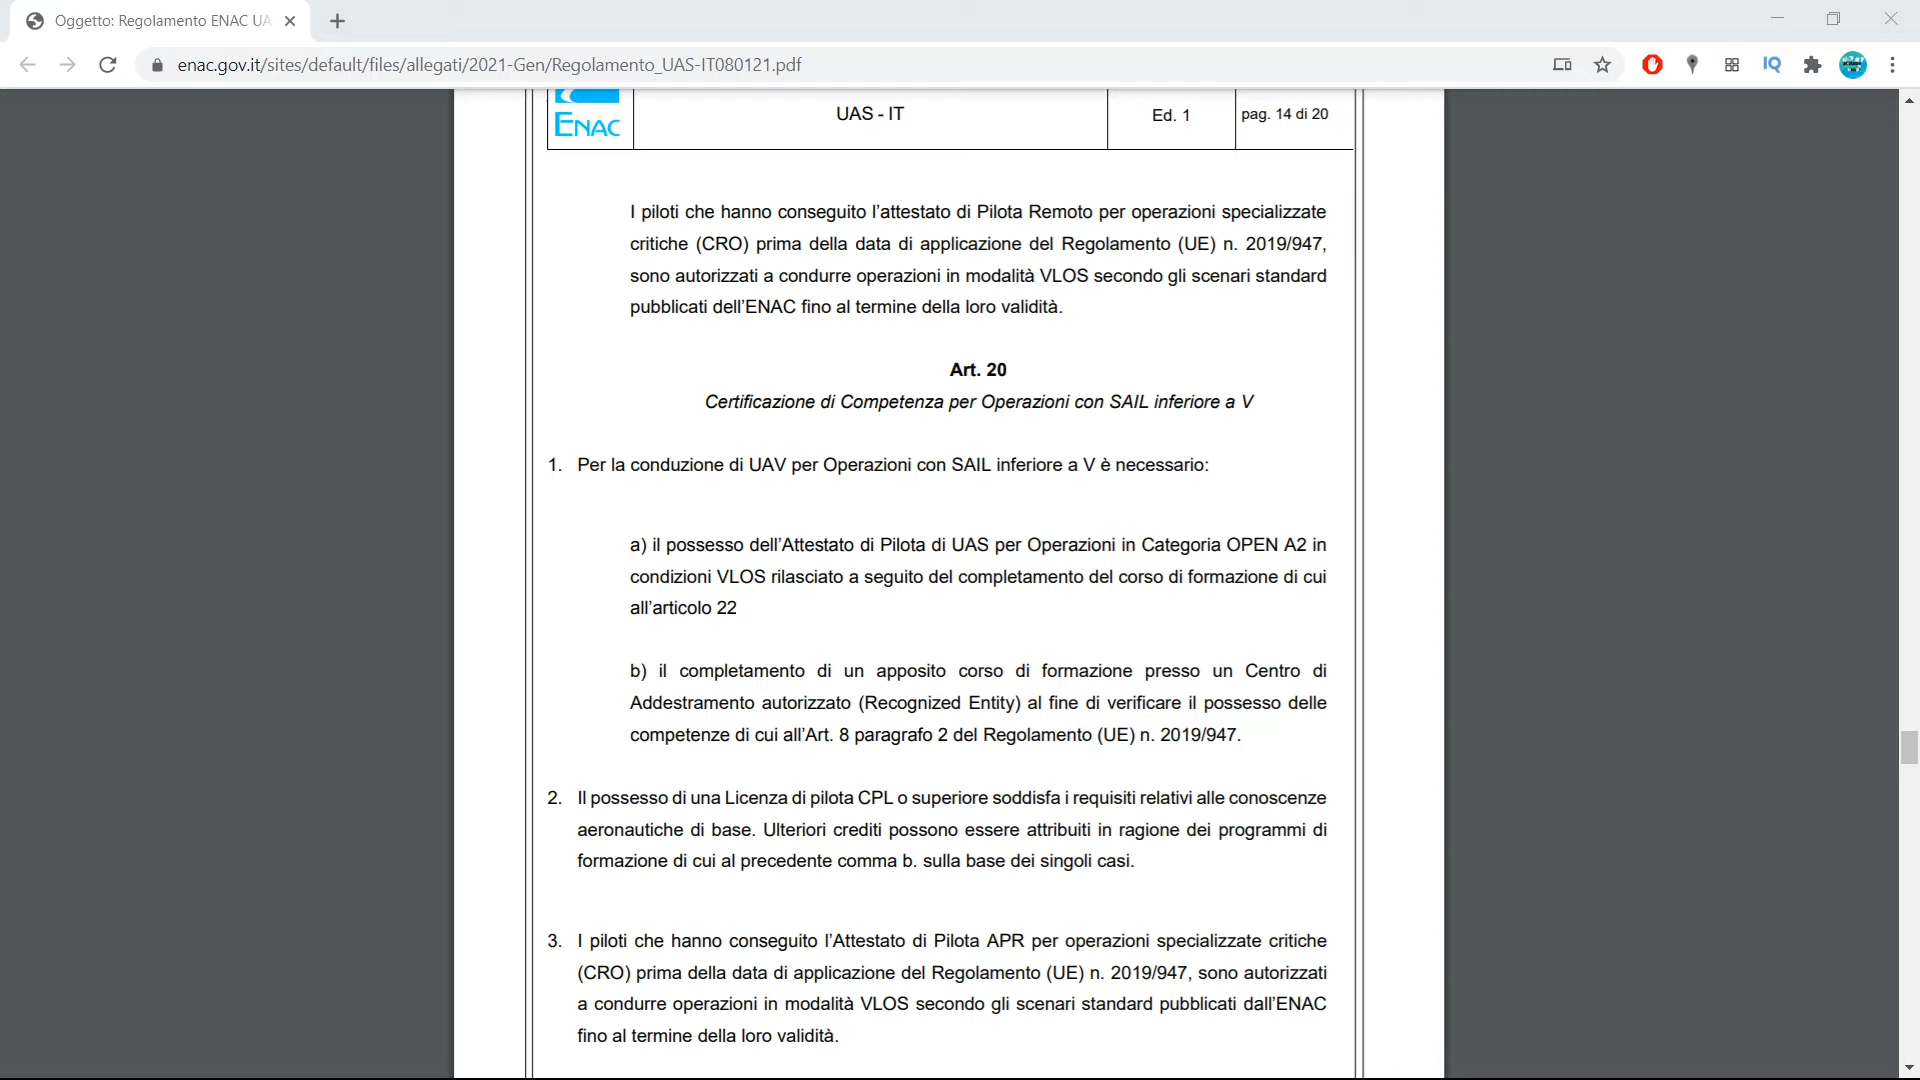 Oggetto: Regolamento ENAC UA
enac.gov.it/sites/default/files/allegati/2021-Gen/Regolamento_UAS-IT080121.pdf
IQ
ENAC
UAS - IT
Ed. 1
pag. 14 di 20
I piloti che hanno conseguito l’attestato di Pilota Remoto per operazioni specializzate
critiche (CRO) prima della data di applicazione del Regolamento (UE) n. 2019/947,
sono autorizzati a condurre operazioni in modalità VLOS secondo gli scenari standard
pubblicati dell’ENAC fino al termine della loro validità.
Art. 20
Certificazione di Competenza per Operazioni con SAIL inferiore a V
1. Per la conduzione di UAV per Operazioni con SAIL inferiore a V è necessario:
a) il possesso dell’Attestato di Pilota di UAS per Operazioni in Categoria OPEN A2 in
condizioni VLOS rilasciato a seguito del completamento del corso di formazione di cui
all’articolo 22
b) il completamento di un apposito corso di formazione presso un Centro di
Addestramento autorizzato (Recognized Entity) al fine di verificare il possesso delle
competenze di cui all’Art. 8 paragrafo 2 del Regolamento (UE) n. 2019/947.
2. Il possesso di una Licenza di pilota CPL o superiore soddisfa i requisiti relativi alle conoscenze
aeronautiche di base. Ulteriori crediti possono essere attribuiti in ragione dei programmi di
formazione di cui al precedente comma b. sulla base dei singoli casi.
3. I piloti che hanno conseguito l’Attestato di Pilota APR per operazioni specializzate critiche
(CRO) prima della data di applicazione del Regolamento (UE) n. 2019/947, sono autorizzati
a condurre operazioni in modalità VLOS secondo gli scenari standard pubblicati dall’ENAC
fino al termine della loro validità.